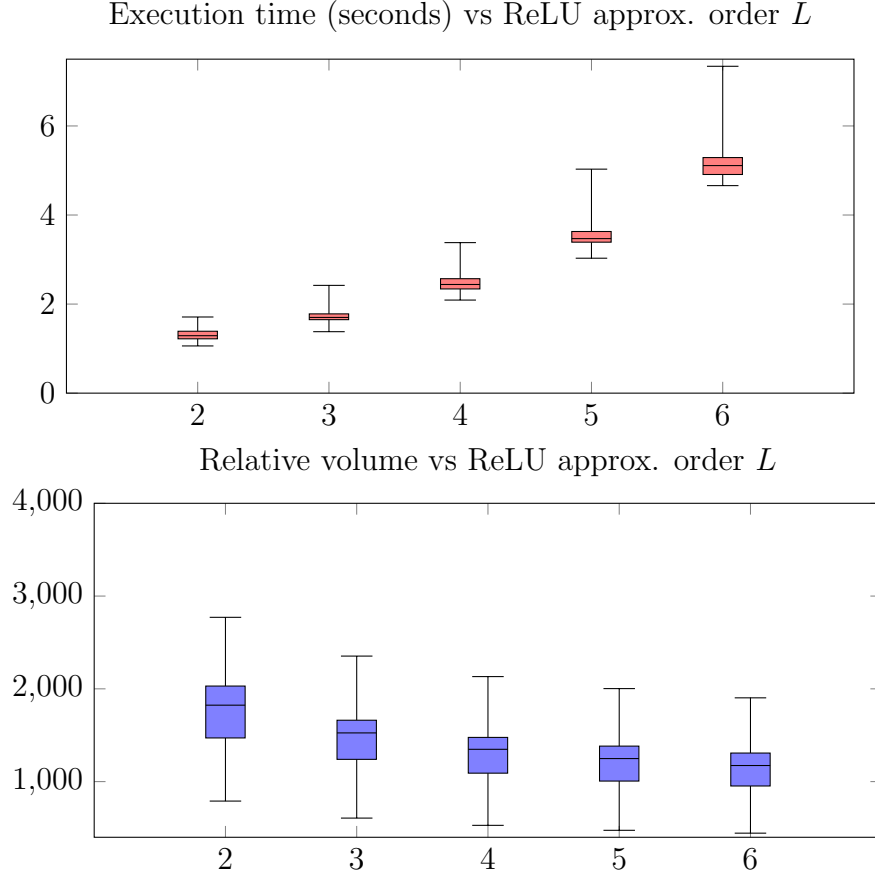 Execution time (seconds) vs ReLU approx. order L
6
4
2
0
2 3 4 5 6
Relative volume vs ReLU approx. order L
4,000
3,000
2,000
1,000
2 3 4 5 6